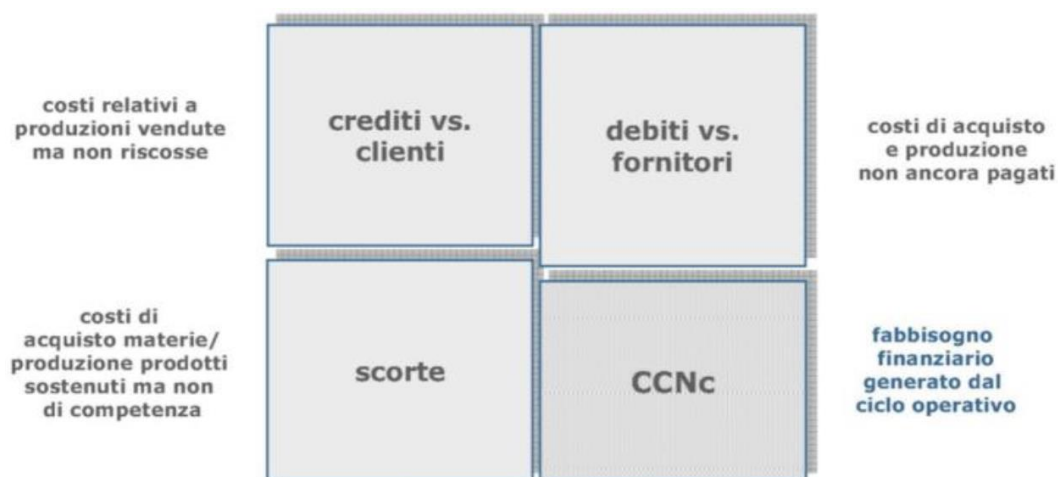 costi relativi a
produzioni vendute
ma non riscosse
crediti vs.
clienti
debiti vs.
fornitori
costi di acquisto
e produzione
non ancora pagati
costi di
acquisto materie/
produzione prodotti
sostenuti ma non
di competenza
scorte
CCNc
fabbisogno
finanziario
generato dal
ciclo operativo